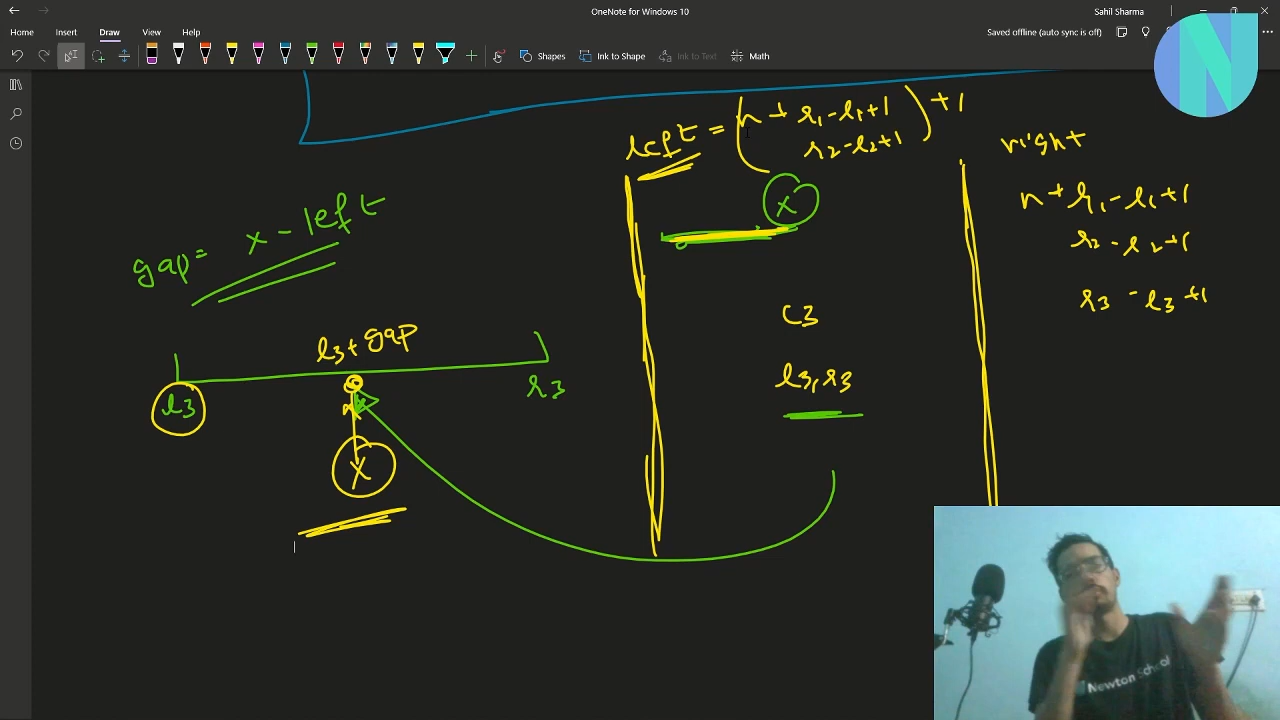 OneNote for Windows 10
Sahil Sharma
Home Insert Draw View Help
Saved offline (auto sync is off)
Shapes
Ink to Shape
Ink to Text
Math
left = (n + r1-l1+1
r2-l2+1) +1
x
gap = x - left
l3+gap
l3
r3
x
c3
l3, r3
right
n + r1-l1+1
r2-l2+1
r3-l3+1
Newton School
N